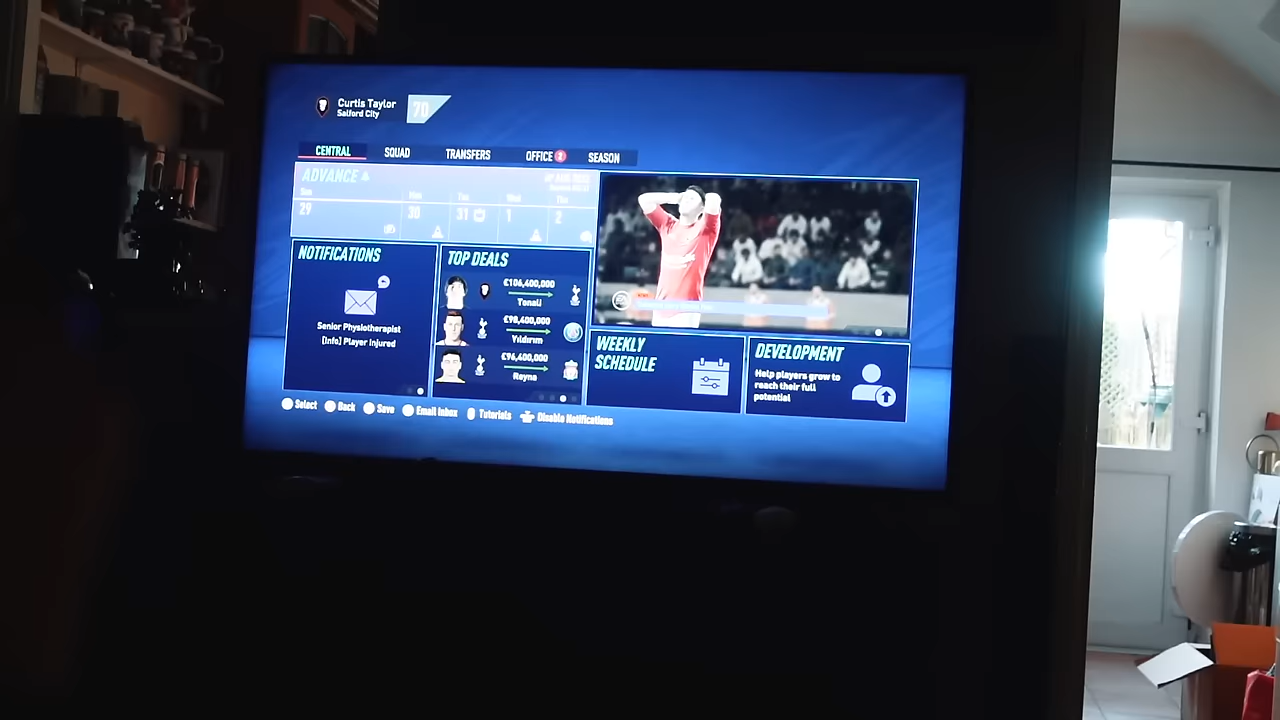 Curtis Taylor
Salford City
70
CENTRAL
SQUAD
TRANSFERS
OFFICE 2
SEASON
ADVANCE
Sun
29
Mon
30
31
Wed
1
Thu
2
NOTIFICATIONS
Senior Physiotherapist
[Info] Player injured
TOP DEALS
€106,400,000
Tonali
€98,400,000
Yıldırım
€96,400,000
Reyna
WEEKLY
SCHEDULE
DEVELOPMENT
Help players grow to
reach their full
potential
Select
Back
Save
Email Inbox
Tutorials
Disable Notifications